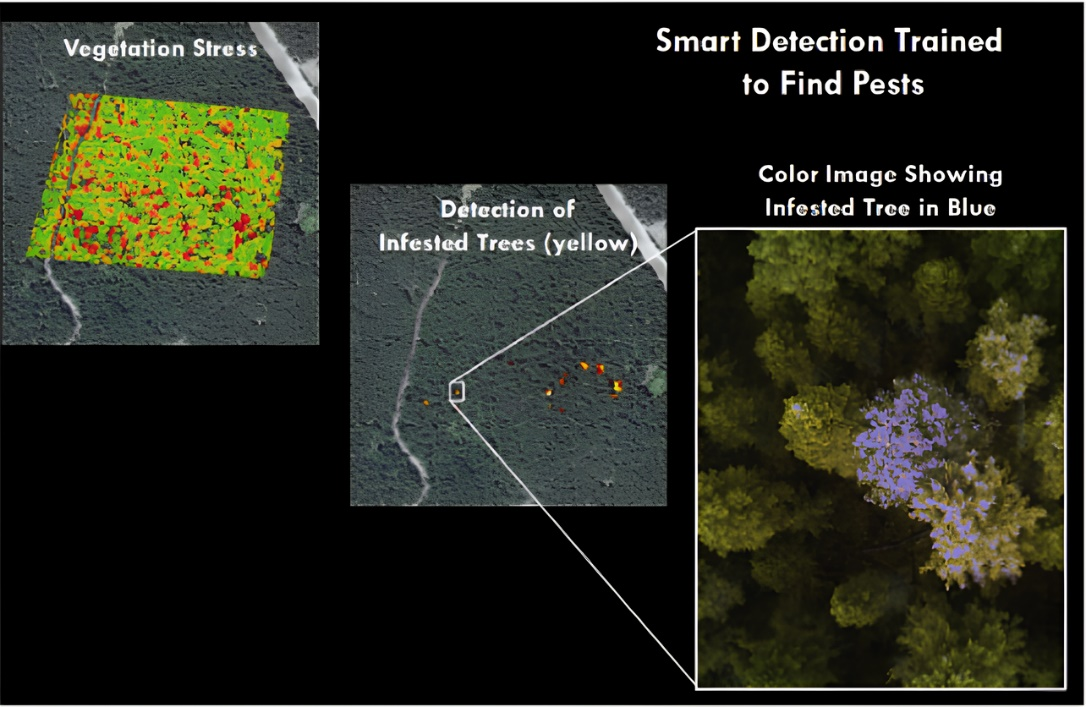 Vegetation Stress
Smart Detection Trained
to Find Pests
Detection of
Infested Trees (yellow)
Color Image Showing
Infested Tree in Blue